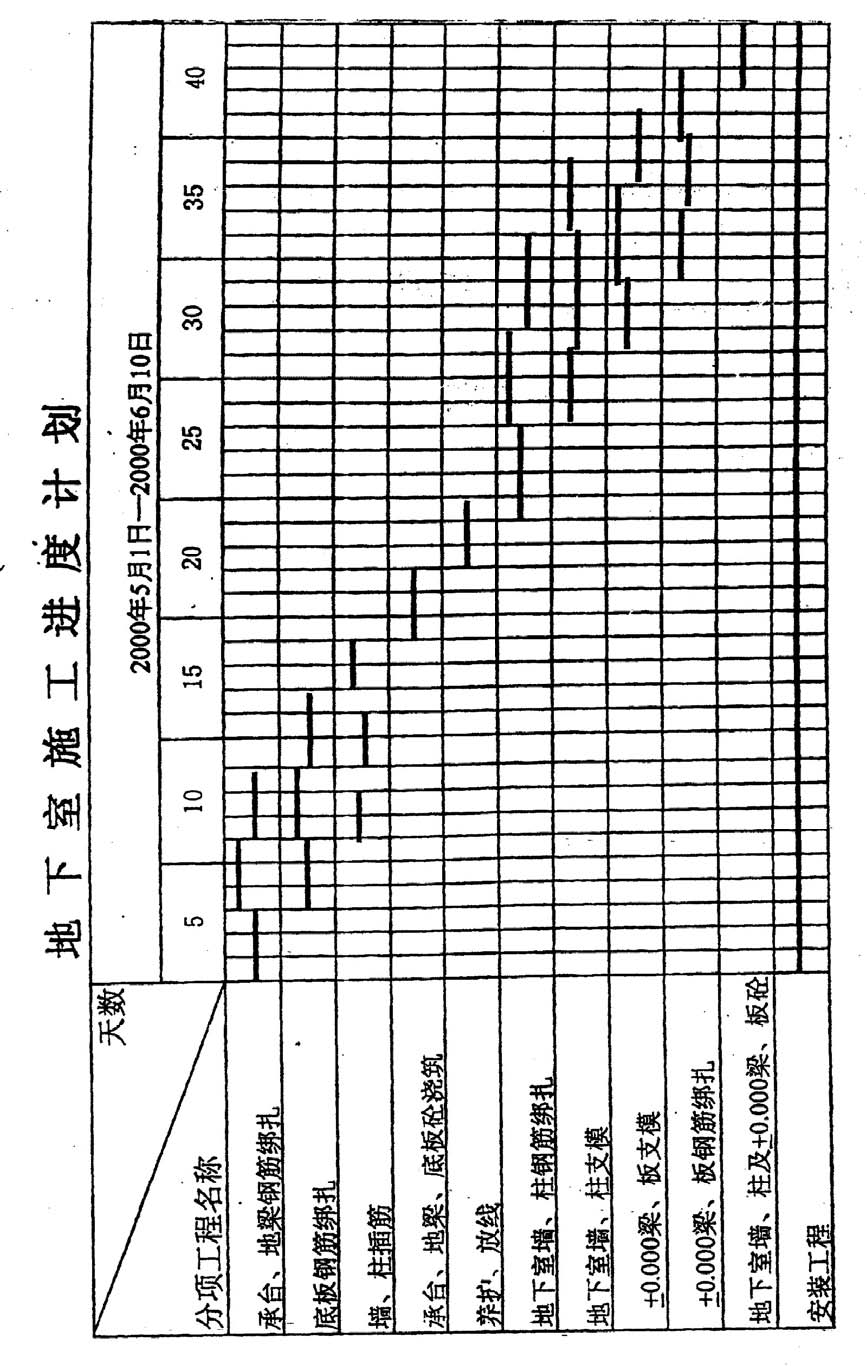 地下室施工进度计划
天数
2000年5月1日—2000年6月10日
分项工程名称
5 10 15 20 25 30 35 40
承台、地梁钢筋绑扎
底板钢筋绑扎
墙、柱插筋
承台、地梁、底板砼浇筑
养护、放线
地下室墙、柱钢筋绑扎
地下室墙、柱支模
±0.000梁、板支模
±0.000梁、板钢筋绑扎
地下室墙、柱及±0.000梁、板砼
安装工程